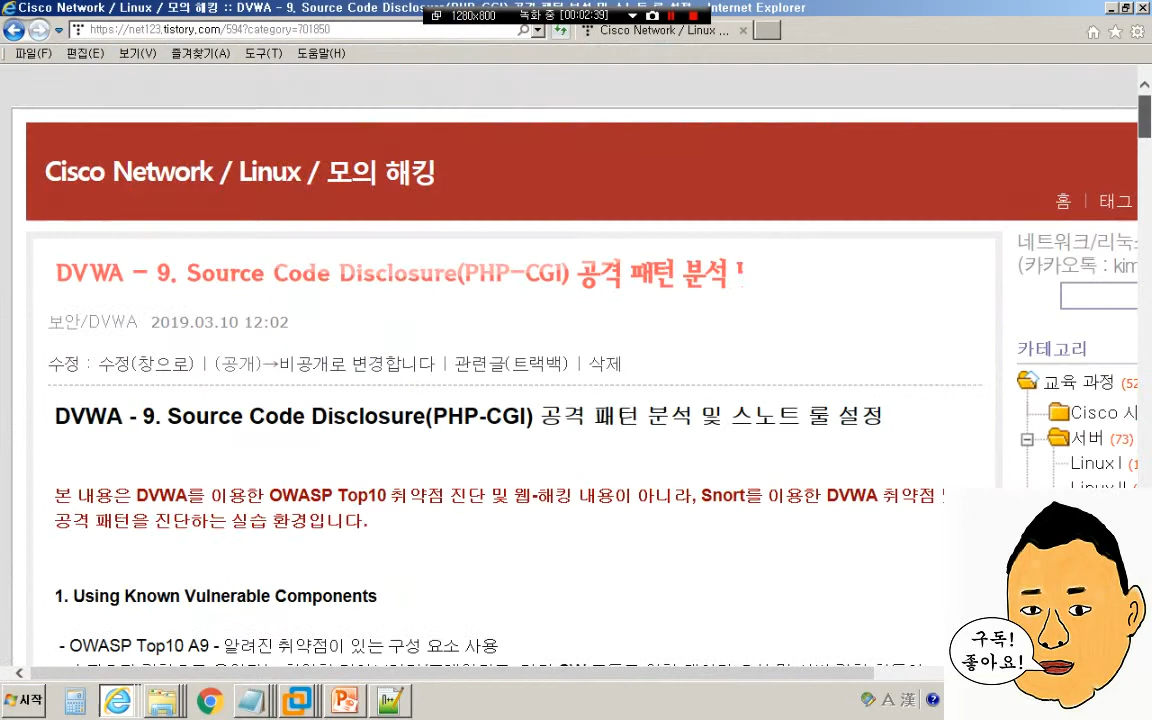 Cisco Network / Linux / 모의 해킹 :: DVWA - 9. Source Code Disclosure(PHP-CGI) 공격 패턴 분석 및 스노트 룰 설정 - Internet Explorer
1280x800 녹화 중 [00:02:39]
https://net123.tistory.com/594?category=701850
Cisco Network / Linux ...
파일(F) 편집(E) 보기(V) 즐겨찾기(A) 도구(T) 도움말(H)
Cisco Network / Linux / 모의 해킹
홈 | 태그
DVWA - 9. Source Code Disclosure(PHP-CGI) 공격 패턴 분석
네트워크/리눅
(카카오톡 : kim
보안/DVWA 2019.03.10 12:02
카테고리
수정 : 수정(창으로) | (공개)→비공개로 변경합니다 | 관련글(트랙백) | 삭제
교육 과정 (52
DVWA - 9. Source Code Disclosure(PHP-CGI) 공격 패턴 분석 및 스노트 룰 설정
Cisco 시
서버 (73)
Linux I (1
Linux II
본 내용은 DVWA를 이용한 OWASP Top10 취약점 진단 및 웹-해킹 내용이 아니라, Snort를 이용한 DVWA 취약점
공격 패턴을 진단하는 실습 환경입니다.
1. Using Known Vulnerable Components
- OWASP Top10 A9 - 알려진 취약점이 있는 구성 요소 사용
구독!
좋아요!
시작
A 漢